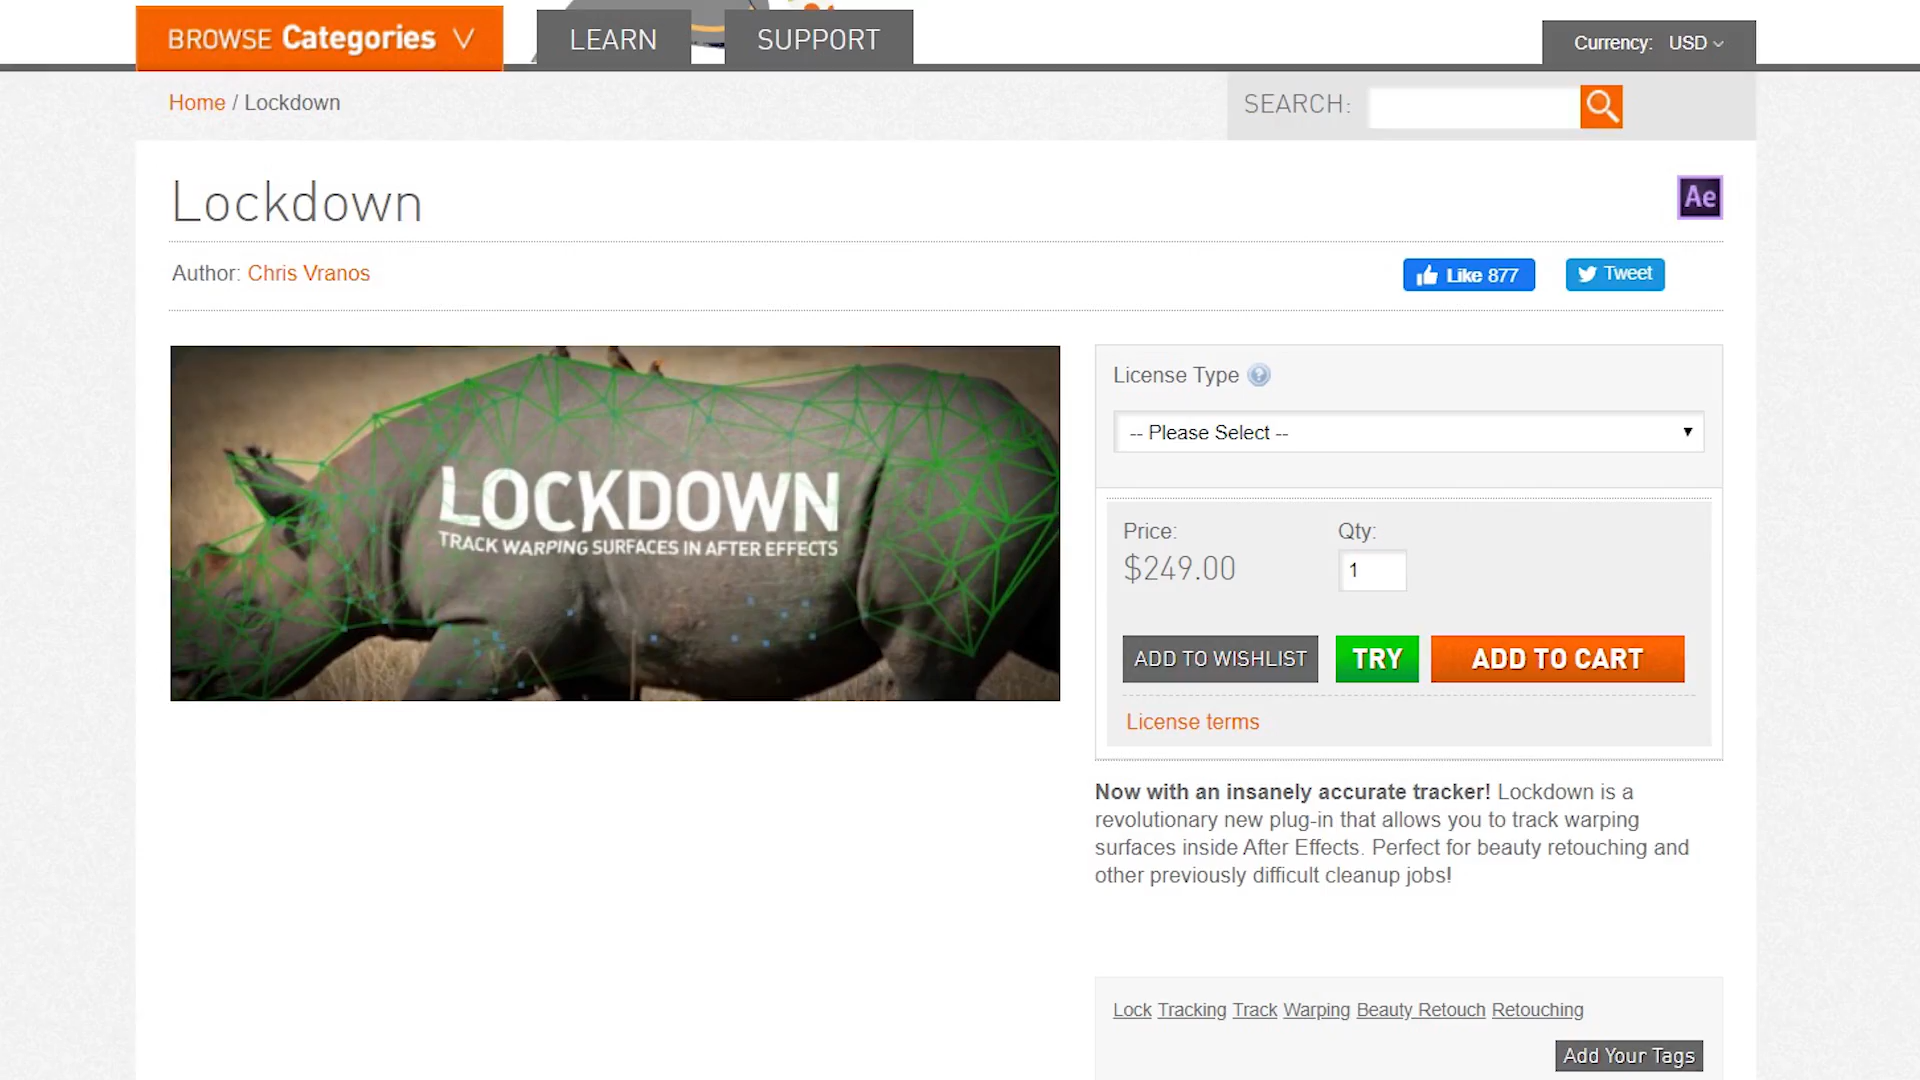 BROWSE Categories
LEARN
SUPPORT
Currency: USD
Home / Lockdown
SEARCH:
Lockdown
Ae
Author: Chris Vranos
Like 877
Tweet
LOCKDOWN
TRACK WARPING SURFACES IN AFTER EFFECTS
License Type ?
-- Please Select --
Price:
Qty:
$249.00
1
ADD TO WISHLIST
TRY
ADD TO CART
License terms
Now with an insanely accurate tracker! Lockdown is a
revolutionary new plug-in that allows you to track warping
surfaces inside After Effects. Perfect for beauty retouching and
other previously difficult cleanup jobs!
Lock Tracking Track Warping Beauty Retouch Retouching
Add Your Tags